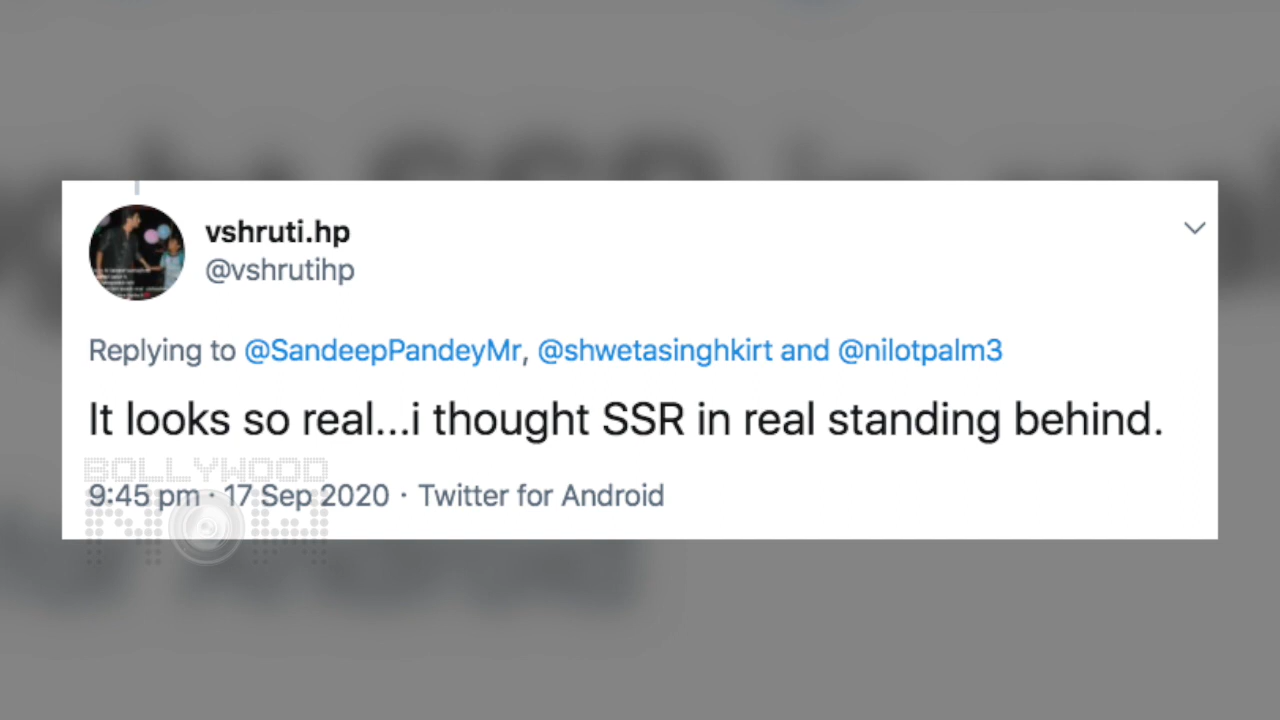 vshruti.hp
@vshrutihp
Replying to @SandeepPandeyMr, @shwetasinghkirt and @nilotpalm3
It looks so real...i thought SSR in real standing behind.
BOLLYWOOD
9:45 pm · 17 Sep 2020 · Twitter for Android
NOW